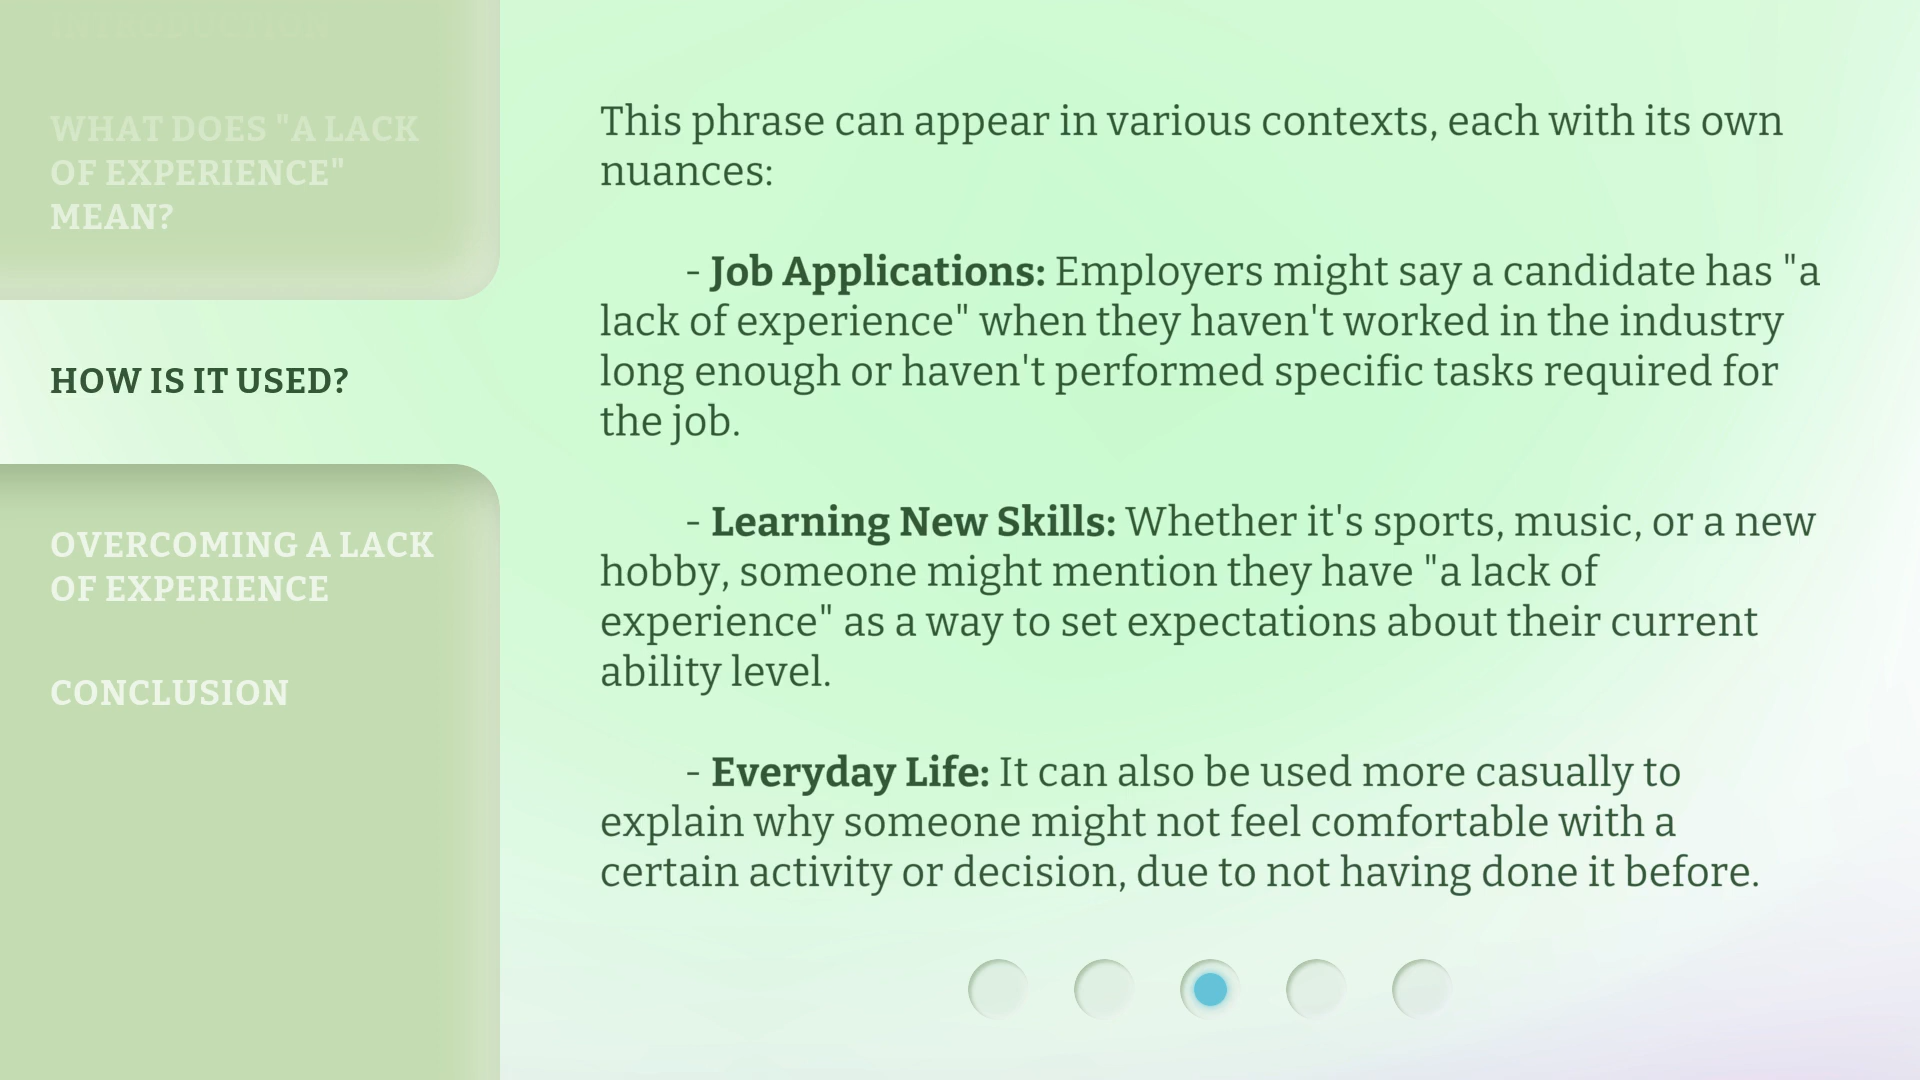 INTRODUCTION
WHAT DOES "A LACK
OF EXPERIENCE"
MEAN?
HOW IS IT USED?
OVERCOMING A LACK
OF EXPERIENCE
CONCLUSION
This phrase can appear in various contexts, each with its own
nuances:
- Job Applications: Employers might say a candidate has "a
lack of experience" when they haven't worked in the industry
long enough or haven't performed specific tasks required for
the job.
- Learning New Skills: Whether it's sports, music, or a new
hobby, someone might mention they have "a lack of
experience" as a way to set expectations about their current
ability level.
- Everyday Life: It can also be used more casually to
explain why someone might not feel comfortable with a
certain activity or decision, due to not having done it before.